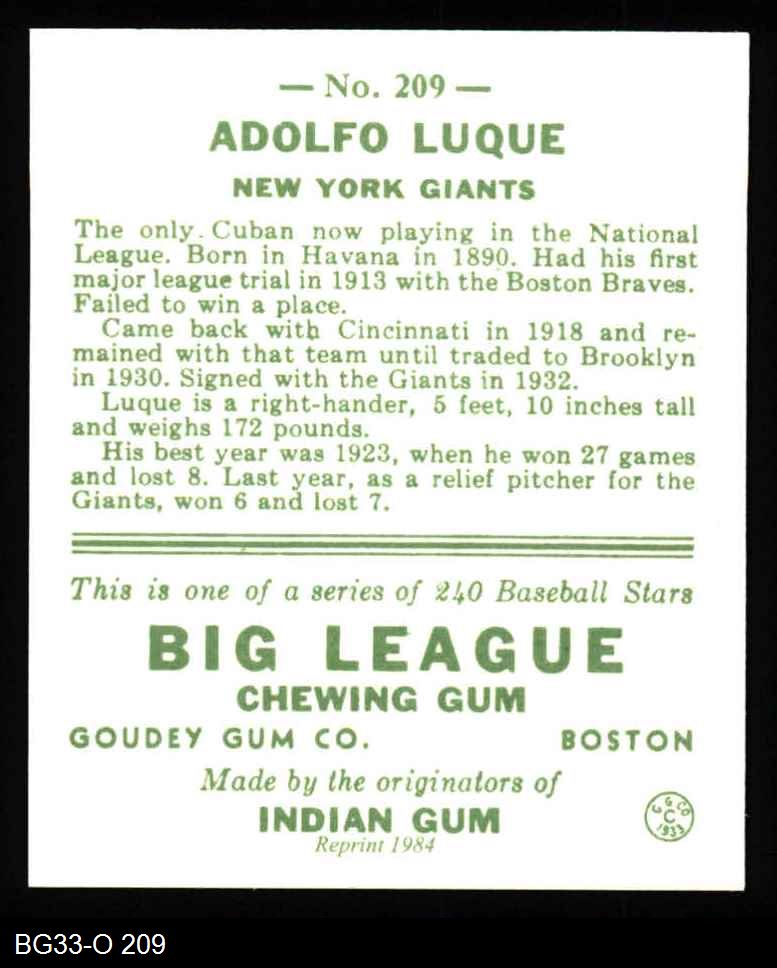 — No. 209 —
ADOLFO LUQUE
NEW YORK GIANTS
The only. Cuban now playing in the National
League. Born in Havana in 1890. Had his first
major league trial in 1913 with the Boston Braves.
Failed to win a place.
Came back with Cincinnati in 1918 and re-
mained with that team until traded to Brooklyn
in 1930. Signed with the Giants in 1932.
Luque is a right-hander, 5 feet, 10 inches tall
and weighs 172 pounds.
His best year was 1923, when he won 27 games
and lost 8. Last year, as a relief pitcher for the
Giants, won 6 and lost 7.
This is one of a series of 240 Baseball Stars
BIG LEAGUE
CHEWING GUM
GOUDEY GUM CO. BOSTON
Made by the originators of
INDIAN GUM
Reprint 1984
G G CO
C
1933
BG33-O 209